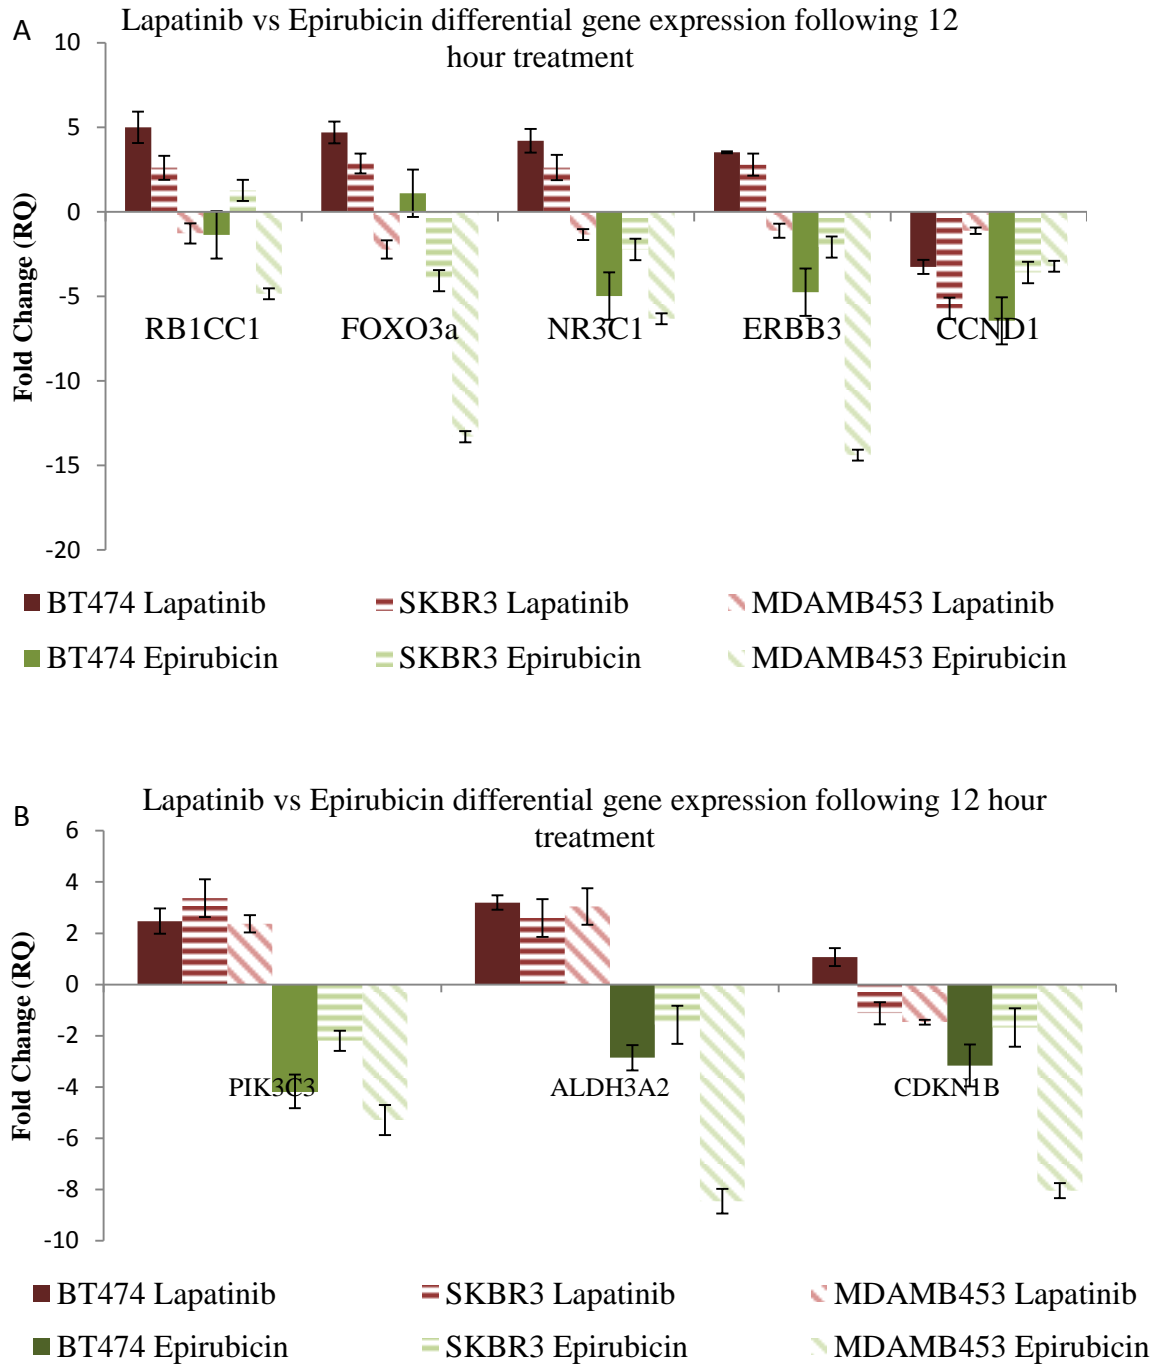 A
Lapatinib vs Epirubicin differential gene expression following 12
hour treatment
10
5
0
-5
-10
-15
-20
Fold Change (RQ)
RB1CC1 FOXO3a NR3C1 ERBB3 CCND1
BT474 Lapatinib SKBR3 Lapatinib MDAMB453 Lapatinib
BT474 Epirubicin SKBR3 Epirubicin MDAMB453 Epirubicin
B
Lapatinib vs Epirubicin differential gene expression following 12 hour
treatment
6
4
2
0
-2
-4
-6
-8
-10
Fold Change (RQ)
PIK3C3 ALDH3A2 CDKN1B
BT474 Lapatinib SKBR3 Lapatinib MDAMB453 Lapatinib
BT474 Epirubicin SKBR3 Epirubicin MDAMB453 Epirubicin